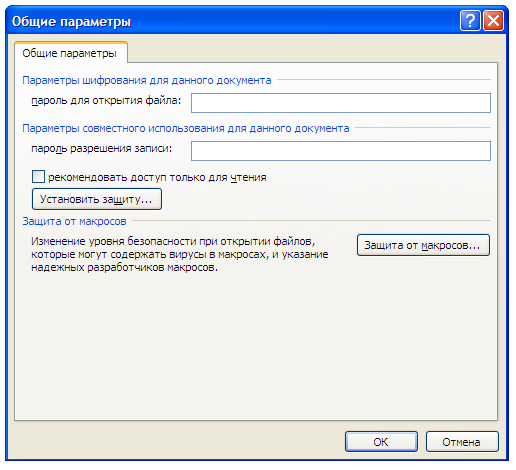 Общие параметры
Общие параметры
Параметры шифрования для данного документа
пароль для открытия файла:
Параметры совместного использования для данного документа
пароль разрешения записи:
рекомендовать доступ только для чтения
Установить защиту...
Защита от макросов
Изменение уровня безопасности при открытии файлов,
которые могут содержать вирусы в макросах, и указание
надежных разработчиков макросов.
Защита от макросов...
ОК
Отмена